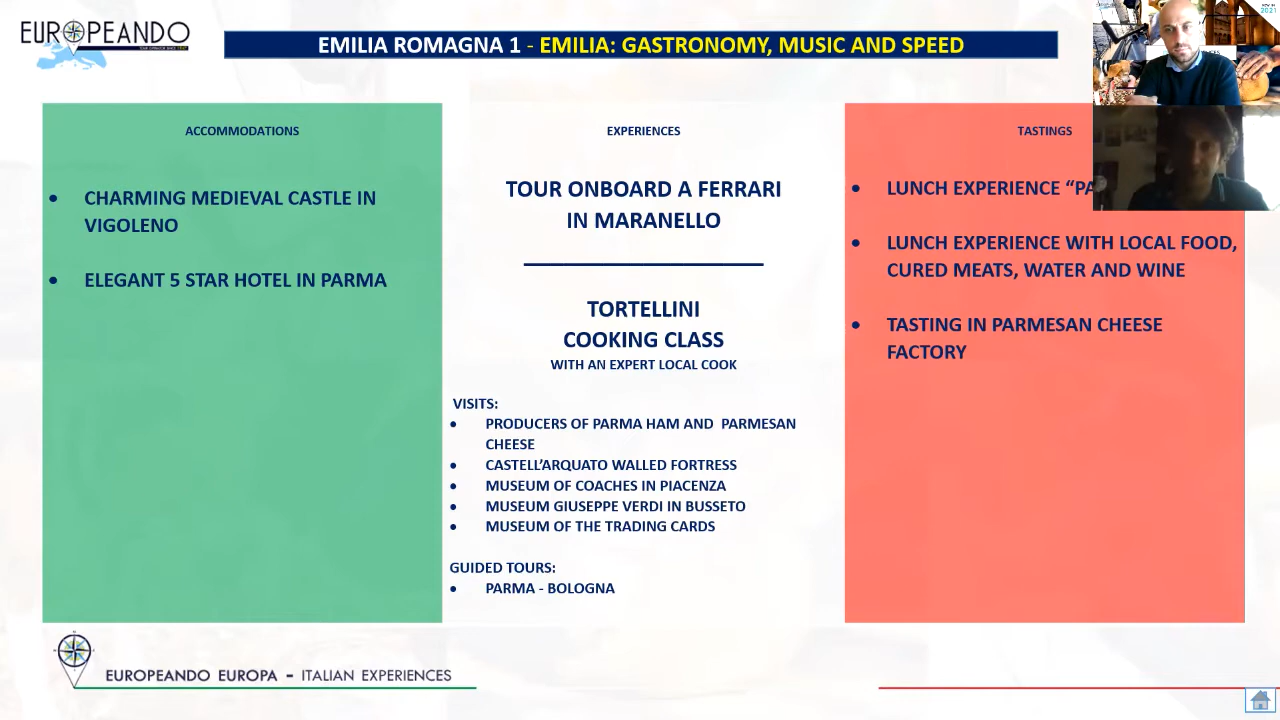 EUROPEANDO
EMILIA ROMAGNA 1 - EMILIA: GASTRONOMY, MUSIC AND SPEED
2021
ACCOMMODATIONS
• CHARMING MEDIEVAL CASTLE IN
VIGOLENO
• ELEGANT 5 STAR HOTEL IN PARMA
EXPERIENCES
TOUR ONBOARD A FERRARI
IN MARANELLO
TORTELLINI
COOKING CLASS
WITH AN EXPERT LOCAL COOK
VISITS:
• PRODUCERS OF PARMA HAM AND PARMESAN
CHEESE
• CASTELL’ARQUATO WALLED FORTRESS
• MUSEUM OF COACHES IN PIACENZA
• MUSEUM GIUSEPPE VERDI IN BUSSETO
• MUSEUM OF THE TRADING CARDS
GUIDED TOURS:
• PARMA - BOLOGNA
TASTINGS
• LUNCH EXPERIENCE “PA
• LUNCH EXPERIENCE WITH LOCAL FOOD,
CURED MEATS, WATER AND WINE
• TASTING IN PARMESAN CHEESE
FACTORY
EUROPEANDO EUROPA – ITALIAN EXPERIENCES